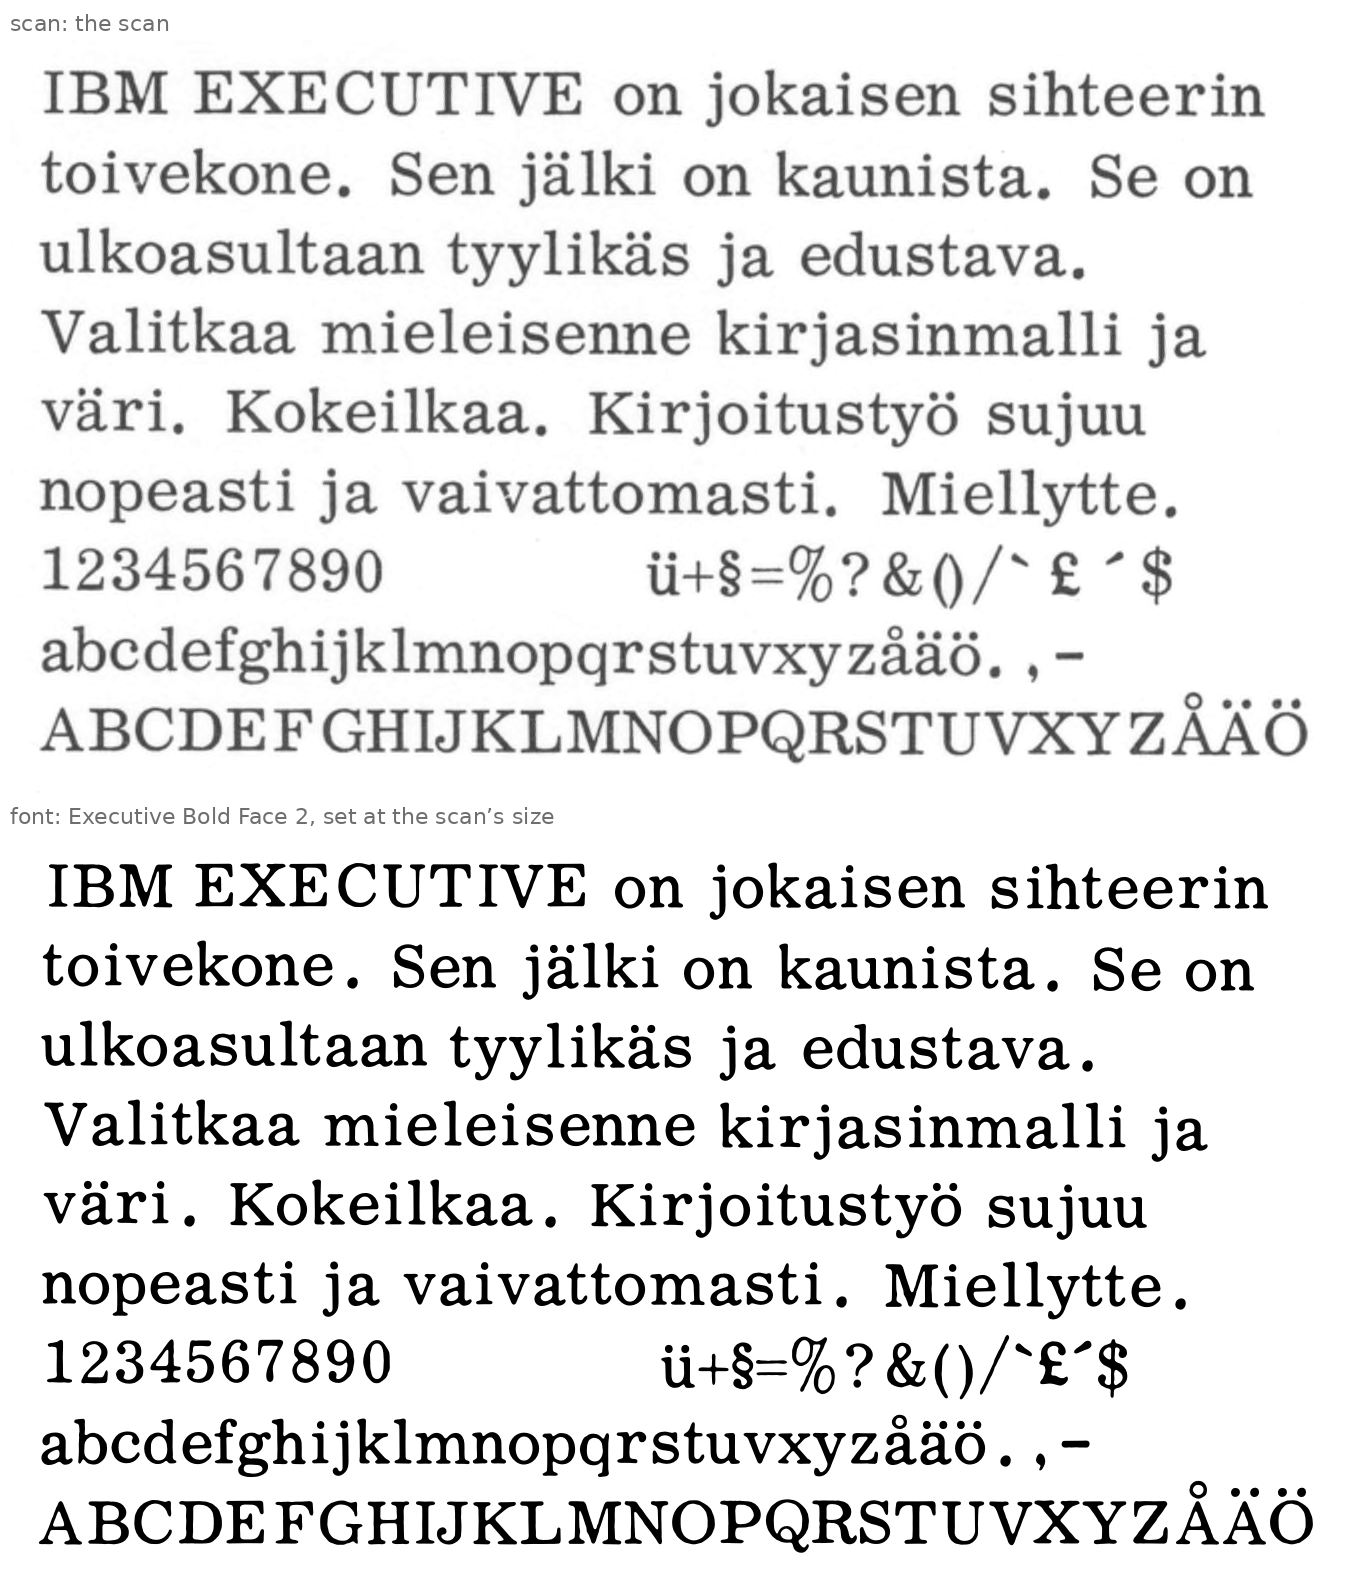 scan: the scan
IBM EXECUTIVE on jokaisen sihteerin
toivekone. Sen jälki on kaunista. Se on
ulkoasultaan tyylikäs ja edustava.
Valitkaa mieleisenne kirjasinmalli ja
väri. Kokeilkaa. Kirjoitustyö sujuu
nopeasti ja vaivattomasti. Miellytte.
1234567890 ü+§=%?&()/` £ ´$
abcdefghijklmnopqrstuvxyzåäö.,-
ABCDEFGHIJKLMNOPQRSTUVXYZÅÄÖ
font: Executive Bold Face 2, set at the scan’s size
IBM EXECUTIVE on jokaisen sihteerin
toivekone. Sen jälki on kaunista. Se on
ulkoasultaan tyylikäs ja edustava.
Valitkaa mieleisenne kirjasinmalli ja
väri. Kokeilkaa. Kirjoitustyö sujuu
nopeasti ja vaivattomasti. Miellytte.
1234567890 ü+§=%?&()/`£´$
abcdefghijklmnopqrstuvxyzåäö.,-
ABCDEFGHIJKLMNOPQRSTUVXYZÅÄÖ